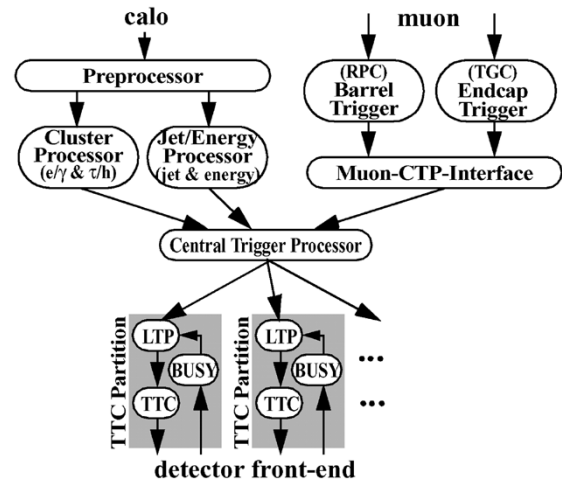 calo
muon
Preprocessor
(RPC)
Barrel
Trigger
(TGC)
Endcap
Trigger
Cluster
Processor
(e/γ & τ/h)
Jet/Energy
Processor
(jet & energy)
Muon-CTP-Interface
Central Trigger Processor
TTC Partition
LTP
BUSY
TTC
TTC Partition
LTP
BUSY
TTC
...
...
detector front-end